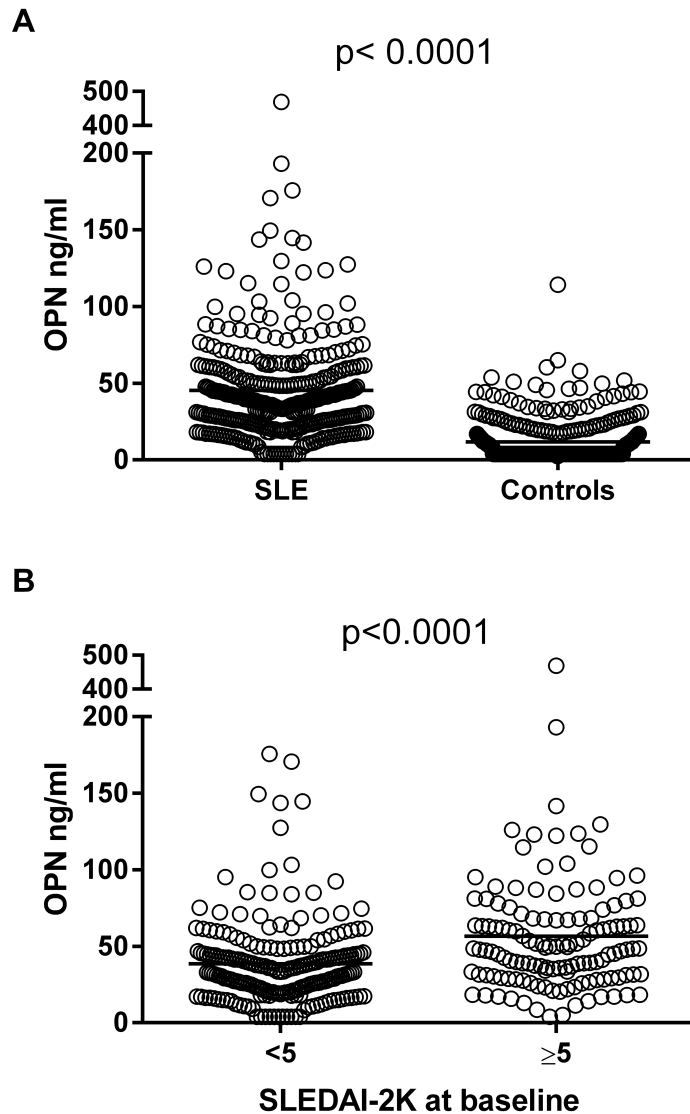 A
p< 0.0001
500
400
200
150
100
50
0
OPN ng/ml
SLE Controls
B
p<0.0001
500
400
200
150
100
50
0
OPN ng/ml
<5 ≥5
SLEDAI-2K at baseline